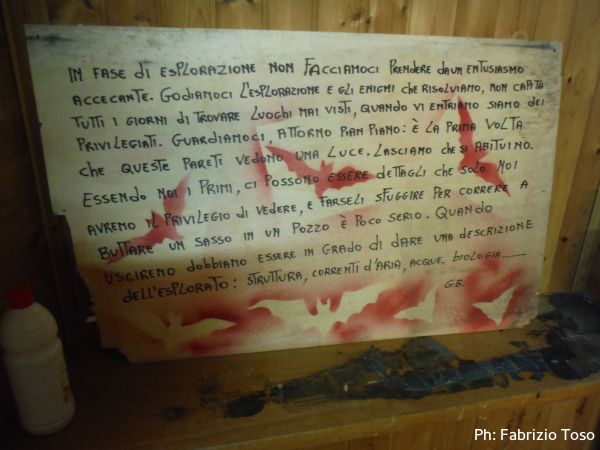 IN FASE di ESPLORAZIONE NON FACCIAMOCI PRENDERE DA UN ENTUSIASMO
ACCECANTE. GODIAMOCI L'ESPLORAZIONE E GLI ENIGMI CHE RISOLVIAMO, NON CAPITA
TUTTI I GIORNI DI TROVARE LUOGHI MAI VISTI, QUANDO VI ENTRIAMO SIAMO DEI
PRIVILEGIATI. GUARDIAMOCI, ATTORNO PIAN PIANO: È LA PRIMA VOLTA
CHE QUESTE PARETI VEDONO UNA LUCE. LASCIAMO CHE SI ABITUINO.
ESSENDO NOI I PRIMI, CI POSSONO ESSERE DETTAGLI CHE SOLO NOI
AVREMO IL PRIVILEGIO DI VEDERE, E FARSELI SFUGGIRE PER CORRERE A
BUTTARE UN SASSO IN UN POZZO È POCO SERIO. QUANDO
USCIREMO DOBBIAMO ESSERE IN GRADO DI DARE UNA DESCRIZIONE
DELL'ESPLORATO: STRUTTURA, CORRENTI D'ARIA, ACQUE, BIOLOGIA.......
G.B.
Ph: Fabrizio Toso